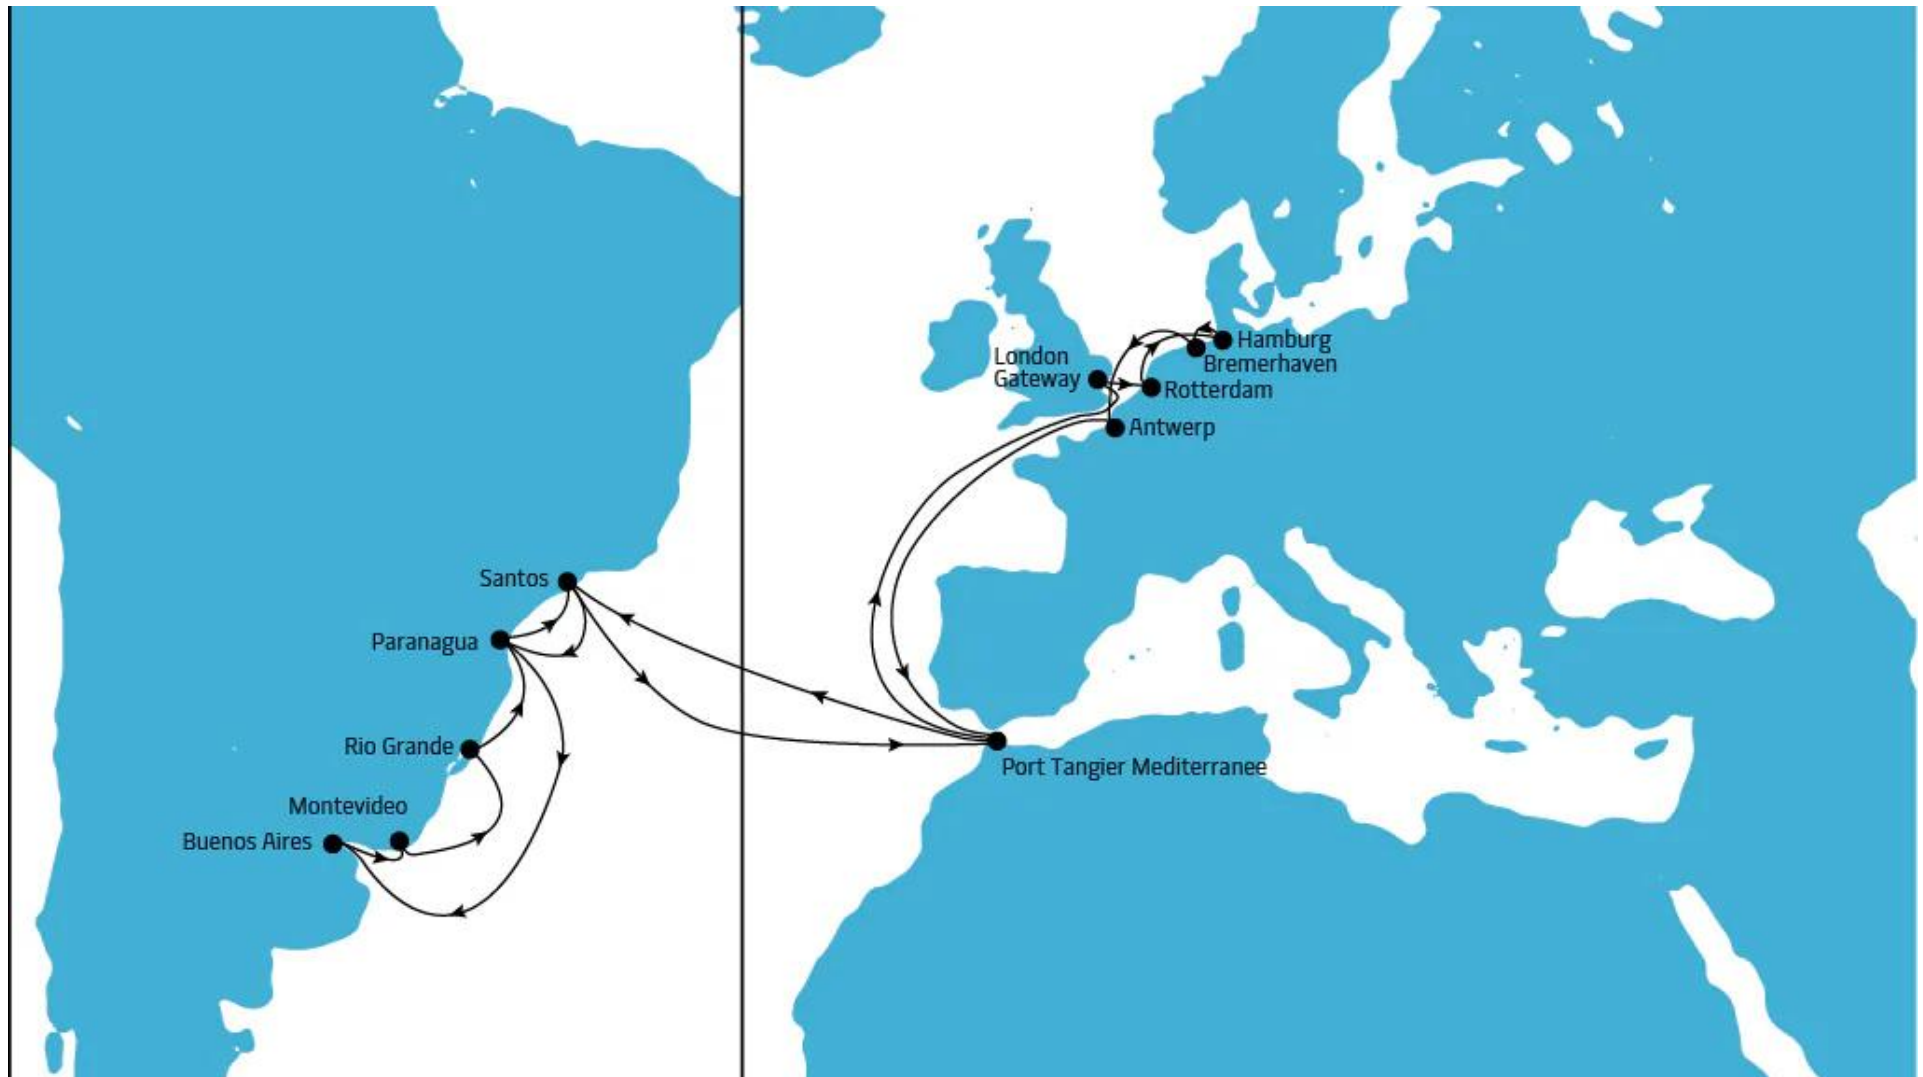 Hamburg
London
Gateway
Bremerhaven
Rotterdam
Antwerp
Santos
Paranagua
Rio Grande
Port Tangier Mediterranee
Montevideo
Buenos Aires